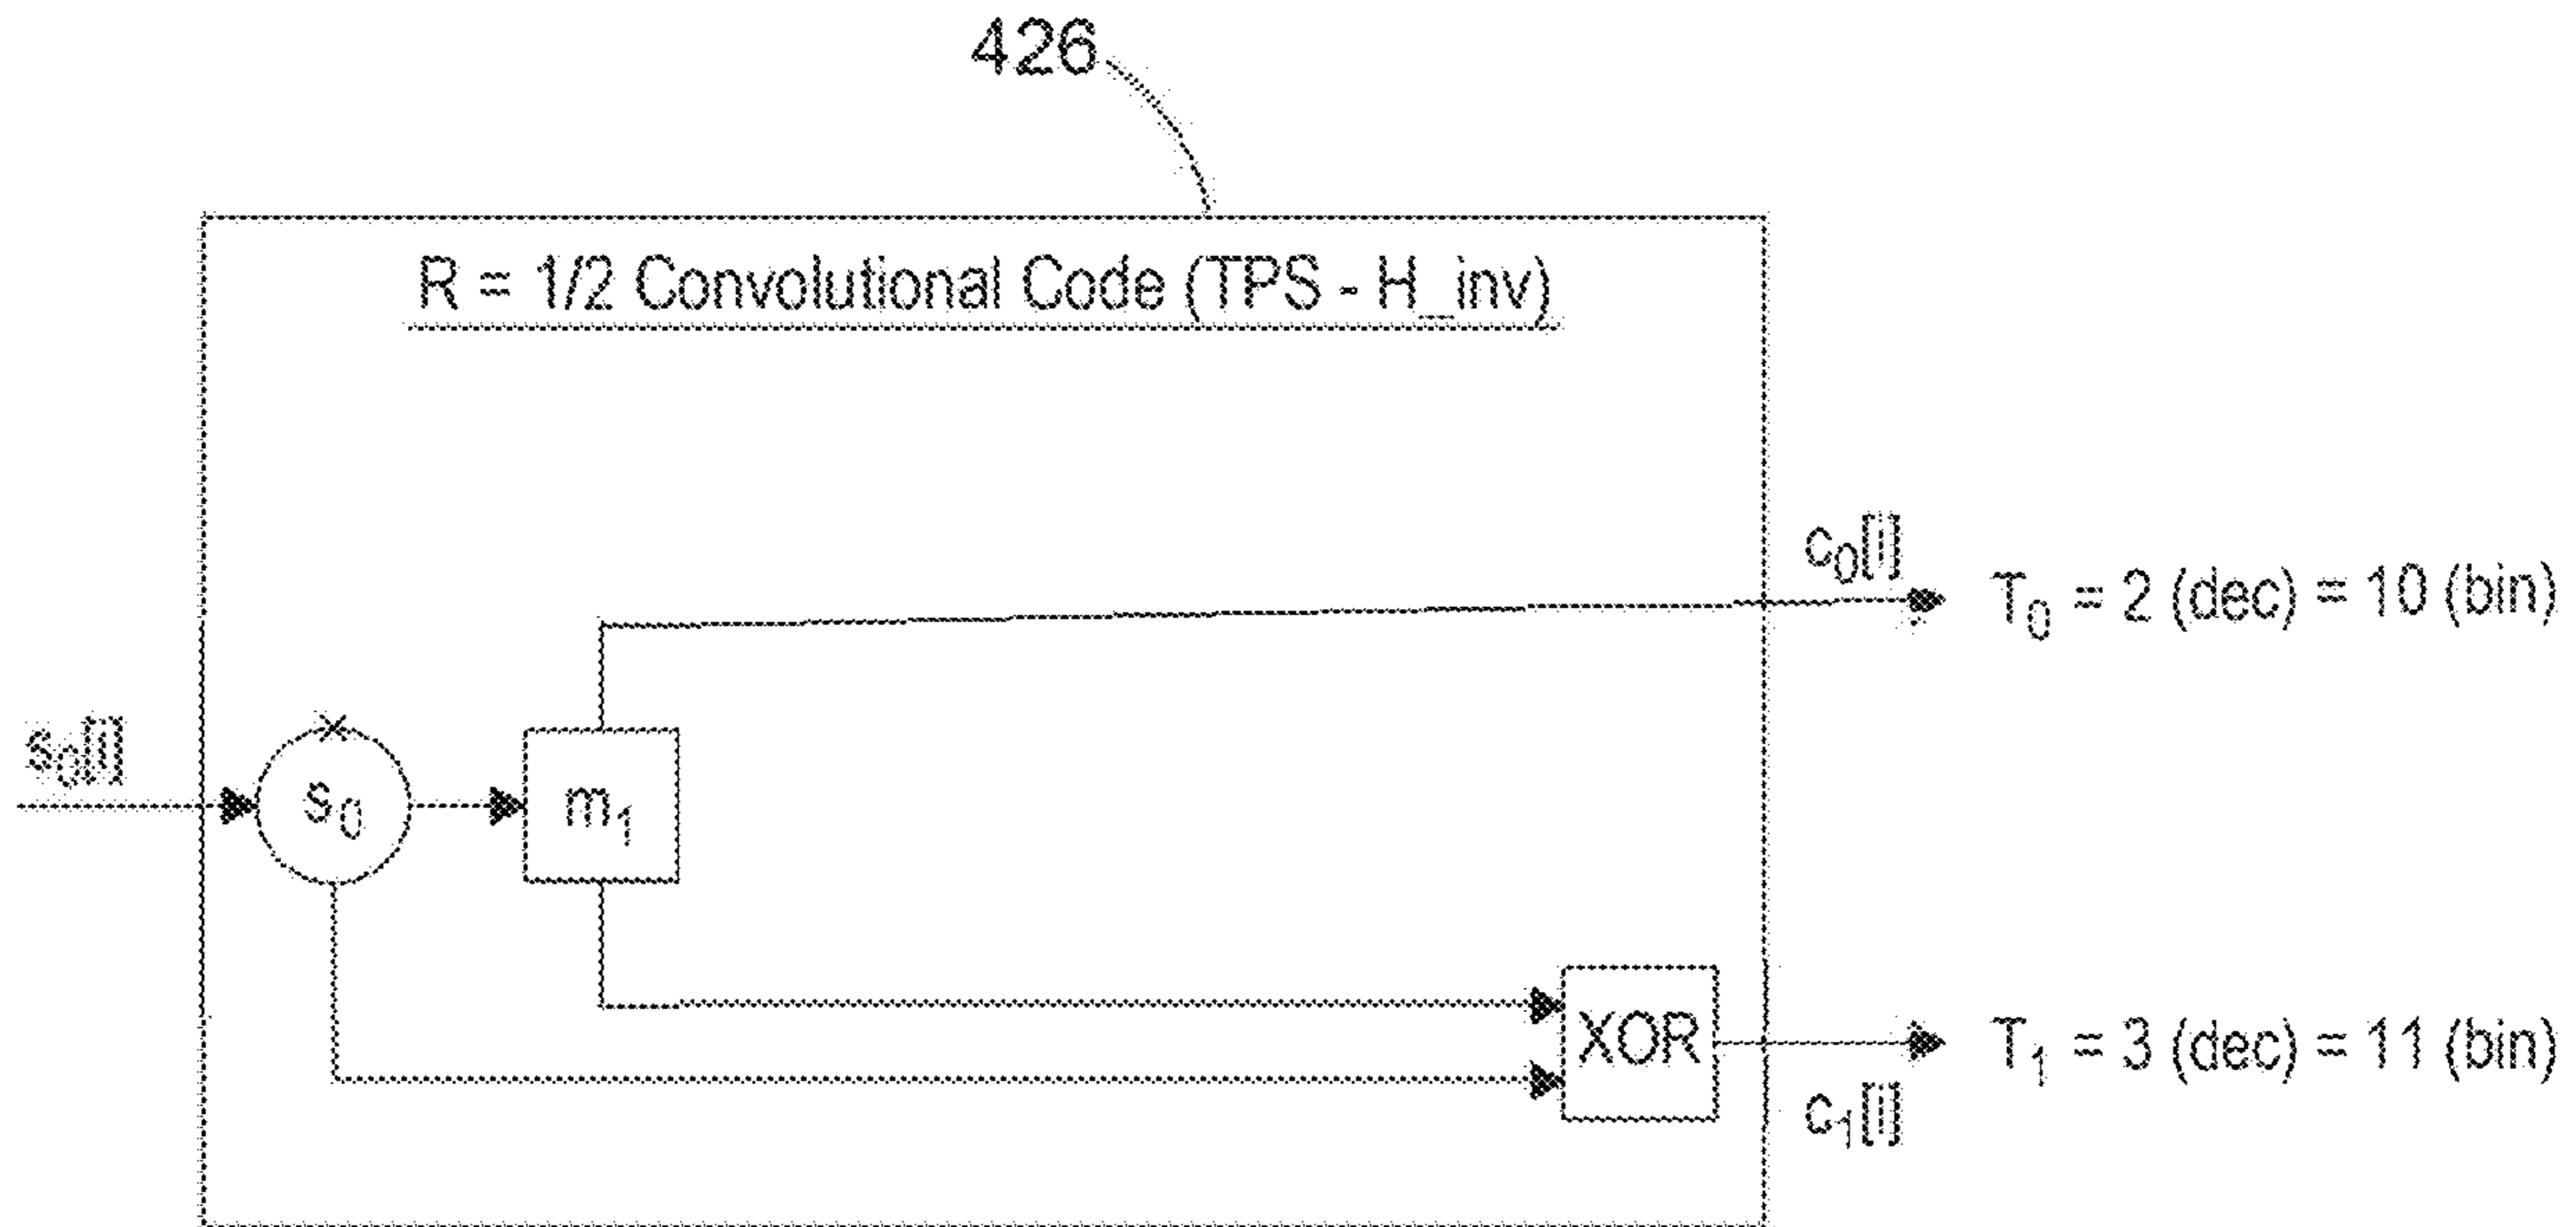 426
R = 1/2 Convolutional Code (TPS - H_inv)
c₀[i]
T₀ = 2 (dec) = 10 (bin)
s₀[i]
s₀
m₁
XOR
T₁ = 3 (dec) = 11 (bin)
c₁[i]